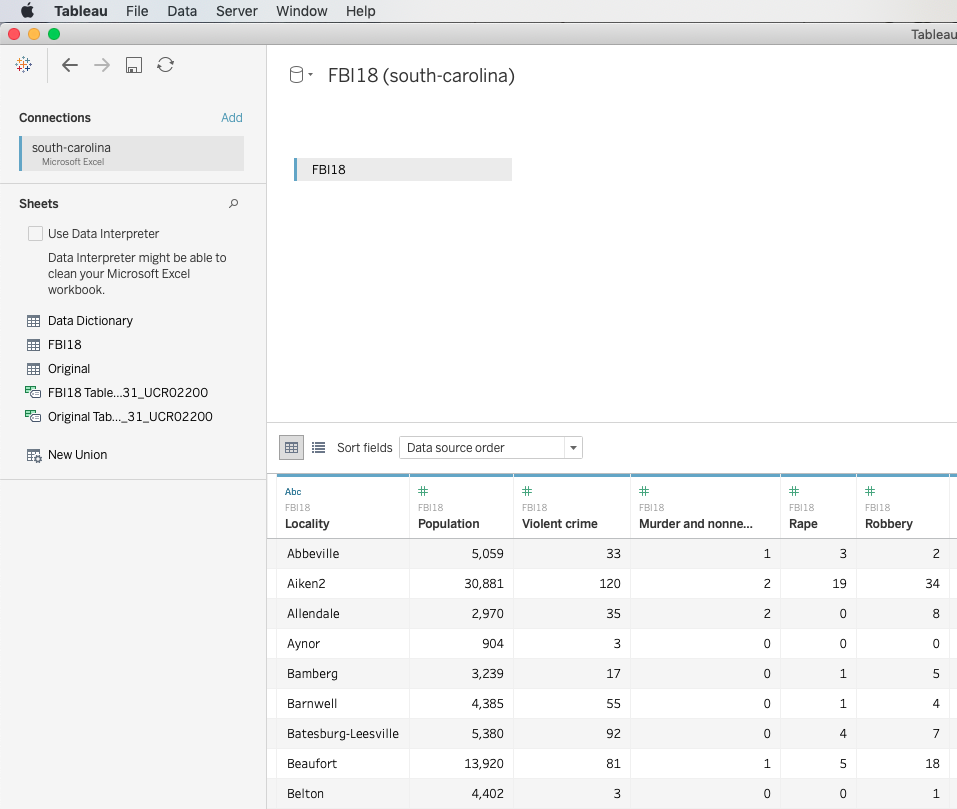 Tableau File Data Server Window Help
Tableau
FBI18 (south-carolina)
Connections Add
south-carolina
Microsoft Excel
FBI18
Sheets
Use Data Interpreter
Data Interpreter might be able to
clean your Microsoft Excel
workbook.
Data Dictionary
FBI18
Original
FBI18 Table...31_UCR02200
Original Tab..._31_UCR02200
New Union
Sort fields Data source order
Abc # # # # #
FBI18 FBI18 FBI18 FBI18 FBI18 FBI18
Locality Population Violent crime Murder and nonne... Rape Robbery
Abbeville 5,059 33 1 3 2
Aiken2 30,881 120 2 19 34
Allendale 2,970 35 2 0 8
Aynor 904 3 0 0 0
Bamberg 3,239 17 0 1 5
Barnwell 4,385 55 0 1 4
Batesburg-Leesville 5,380 92 0 4 7
Beaufort 13,920 81 1 5 18
Belton 4,402 3 0 0 1